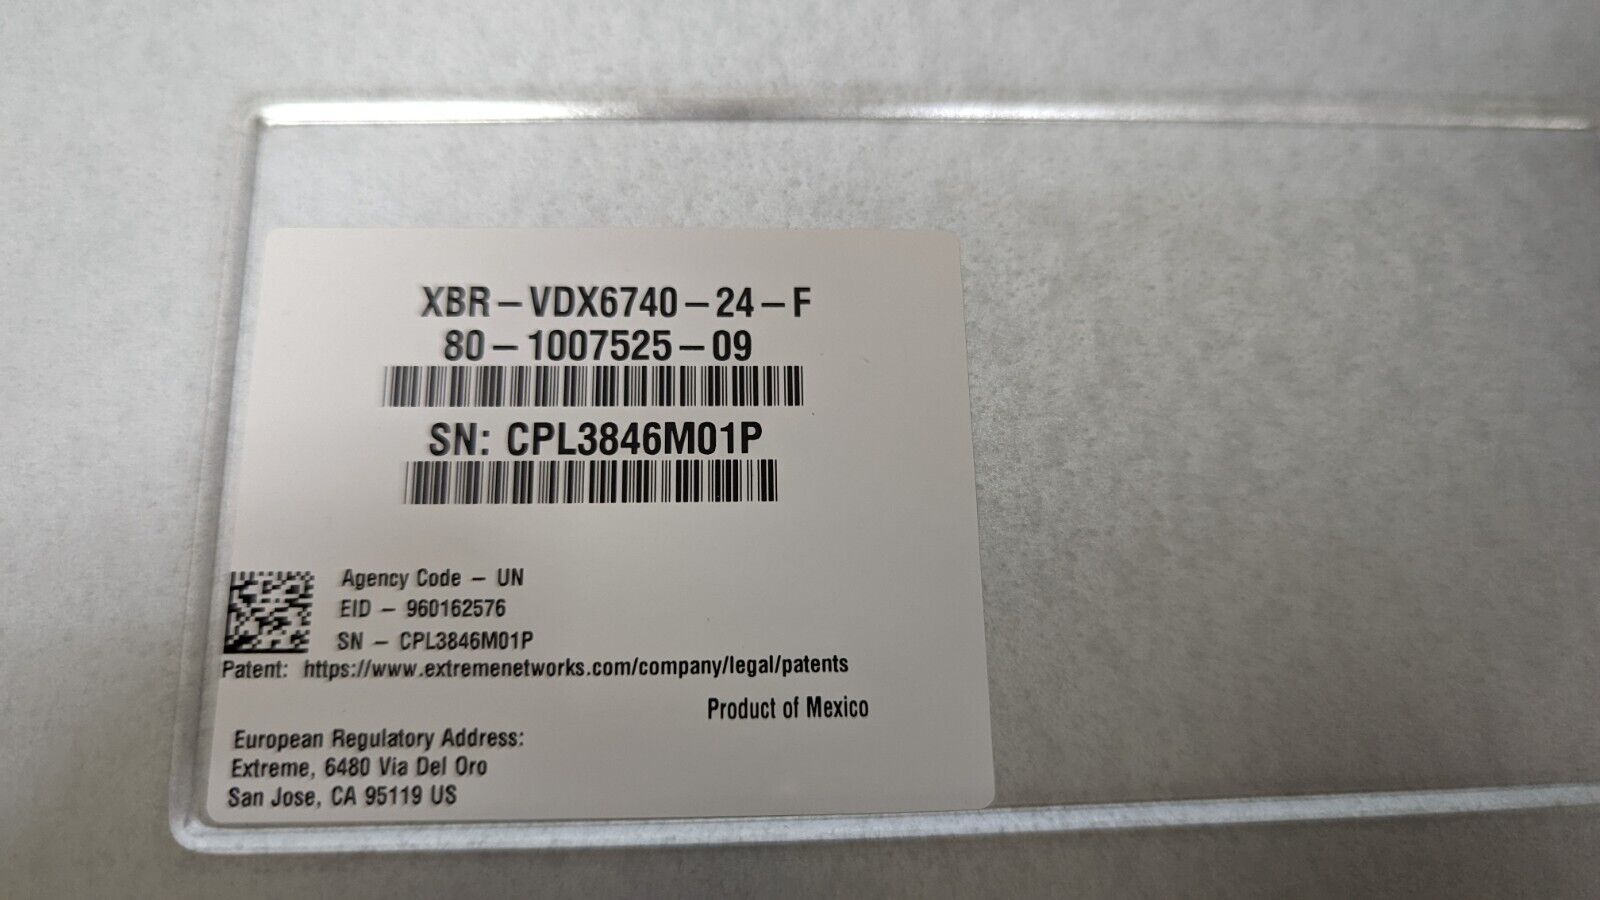 XBR-VDX6740-24-F
80-1007525-09
SN: CPL3846M01P
Agency Code - UN
EID - 960162576
SN - CPL3846M01P
Patent: https://www.extremenetworks.com/company/legal/patents
Product of Mexico
European Regulatory Address:
Extreme, 6480 Via Del Oro
San Jose, CA 95119 US